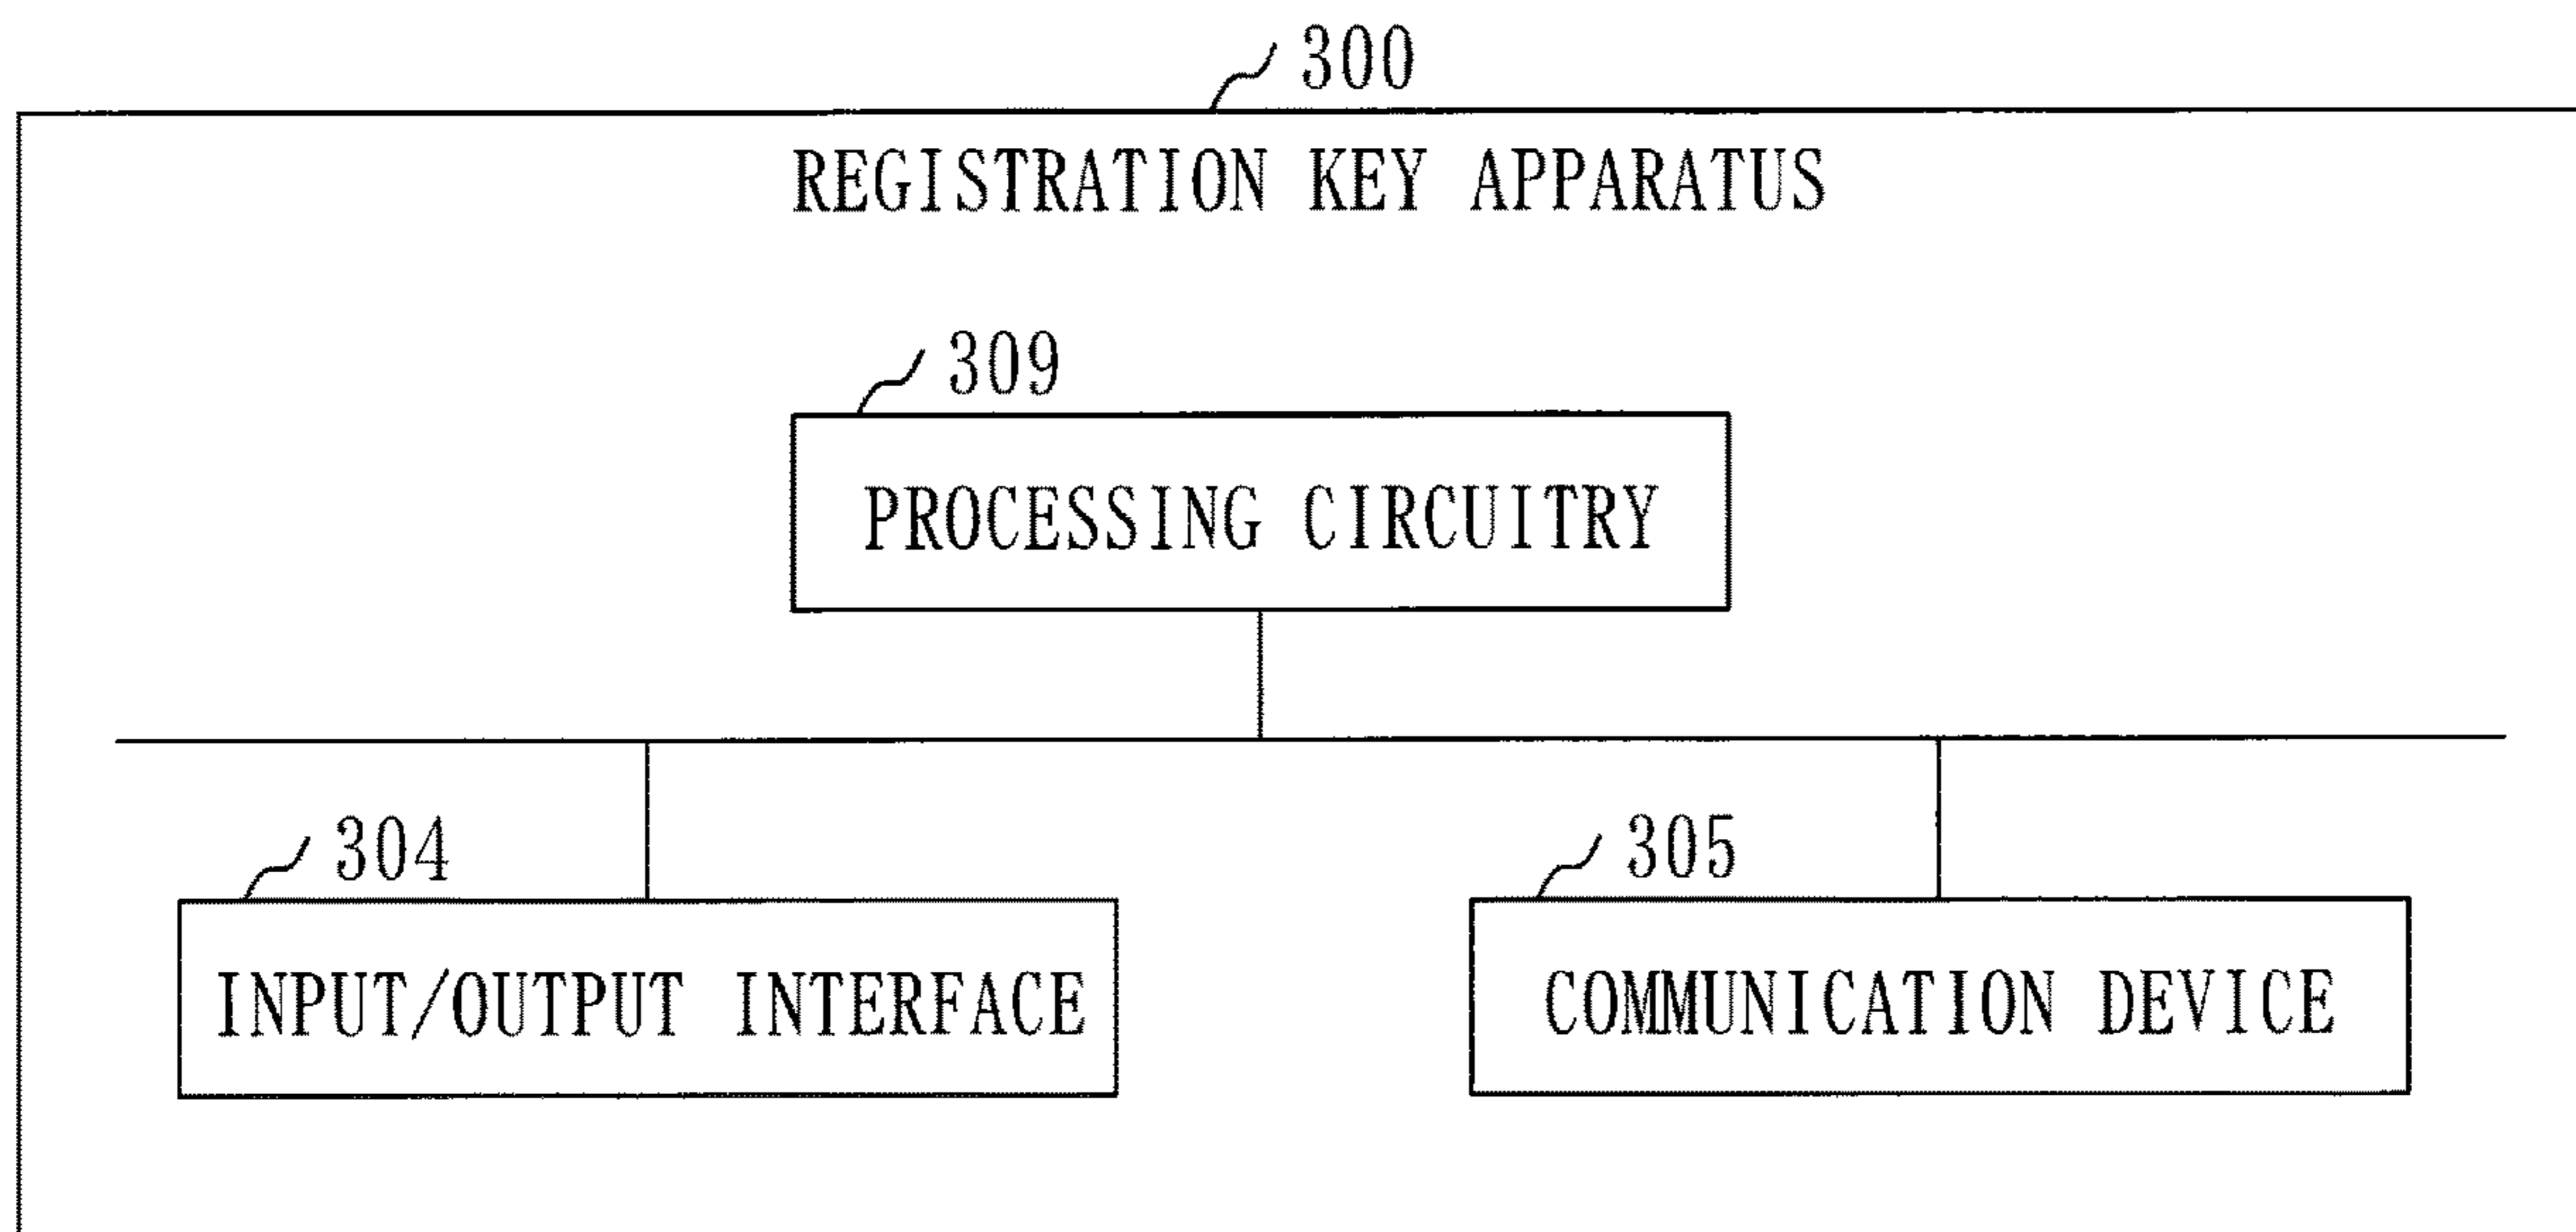 300
REGISTRATION KEY APPARATUS
309
PROCESSING CIRCUITRY
304
305
INPUT/OUTPUT INTERFACE
COMMUNICATION DEVICE